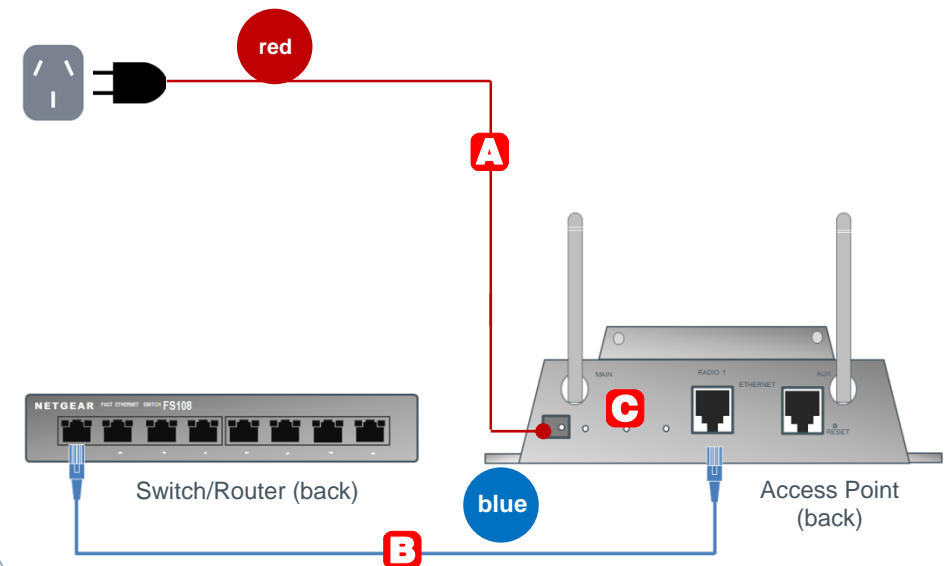 red
A
MAIN
RADIO 1
AUX
ETHERNET
C
RESET
NETGEAR FAST ETHERNET SWITCH FS108
Switch/Router (back)
blue
Access Point
(back)
B